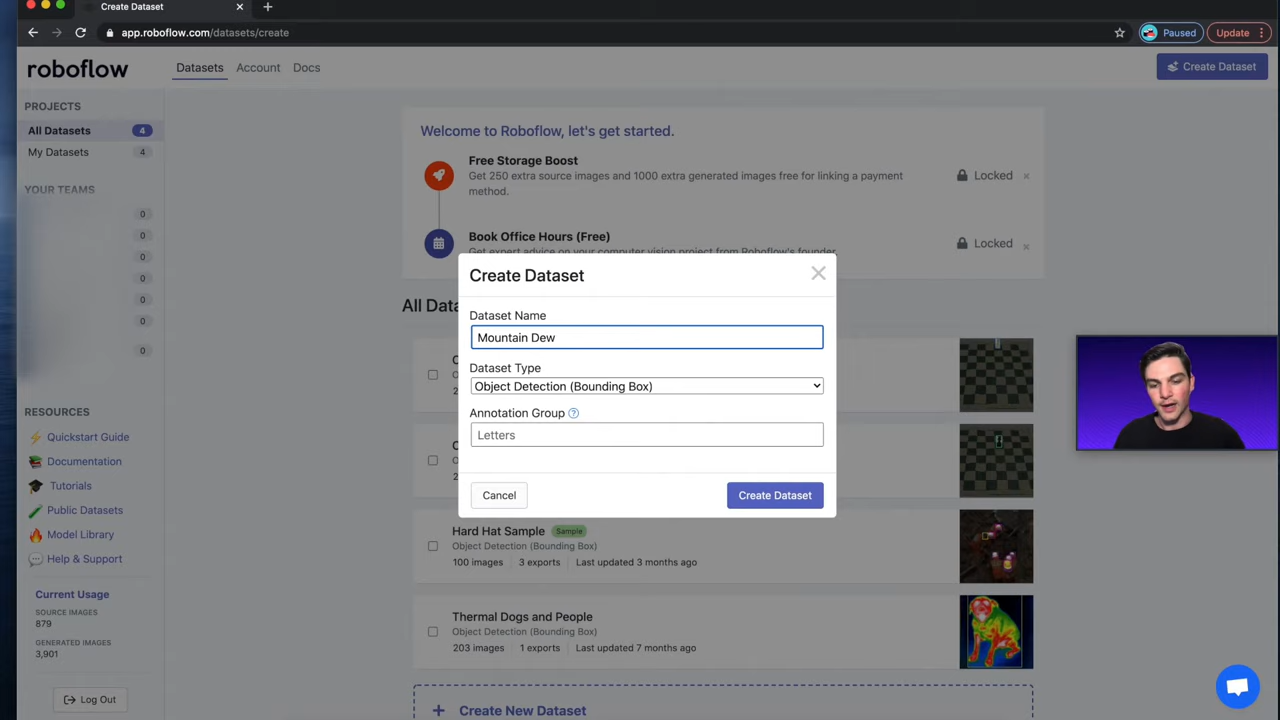 Create Dataset
app.roboflow.com/datasets/create
Paused
Update
roboflow
Datasets
Account
Docs
Create Dataset
PROJECTS
All Datasets 4
My Datasets 4
YOUR TEAMS
0
0
0
0
0
0
0
RESOURCES
Quickstart Guide
Documentation
Tutorials
Public Datasets
Model Library
Help & Support
Current Usage
SOURCE IMAGES
879
GENERATED IMAGES
3,901
Log Out
Welcome to Roboflow, let's get started.
Free Storage Boost
Get 250 extra source images and 1000 extra generated images free for linking a payment
method.
Locked
Book Office Hours (Free)
Get expert advice on your computer vision project from Roboflow's founder
Locked
All Data
Create Dataset
Dataset Name
Mountain Dew
Dataset Type
Object Detection (Bounding Box)
Annotation Group
Letters
Cancel
Create Dataset
Hard Hat Sample Sample
Object Detection (Bounding Box)
100 images 3 exports Last updated 3 months ago
Thermal Dogs and People
Object Detection (Bounding Box)
203 images 1 exports Last updated 7 months ago
+ Create New Dataset